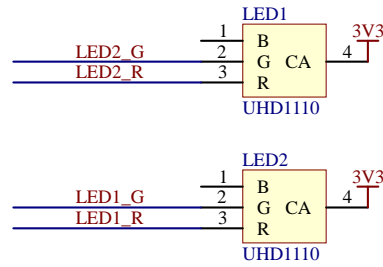 LED1
1 B
LED2_G 2 G CA 4 3V3
LED2_R 3 R
UHD1110
LED2
1 B
LED1_G 2 G CA 4 3V3
LED1_R 3 R
UHD1110